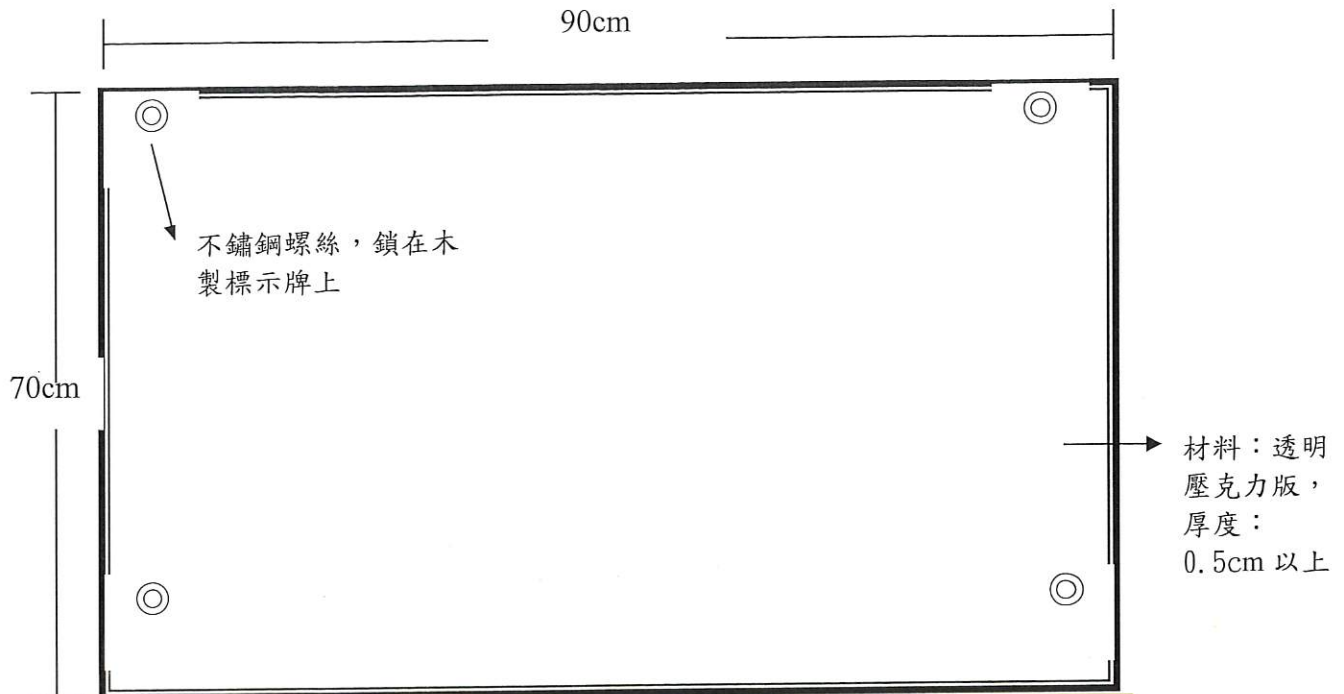 90cm
不鏽鋼螺絲，鎖在木
製標示牌上
70cm
材料：透明
壓克力版，
厚度：
0.5cm 以上